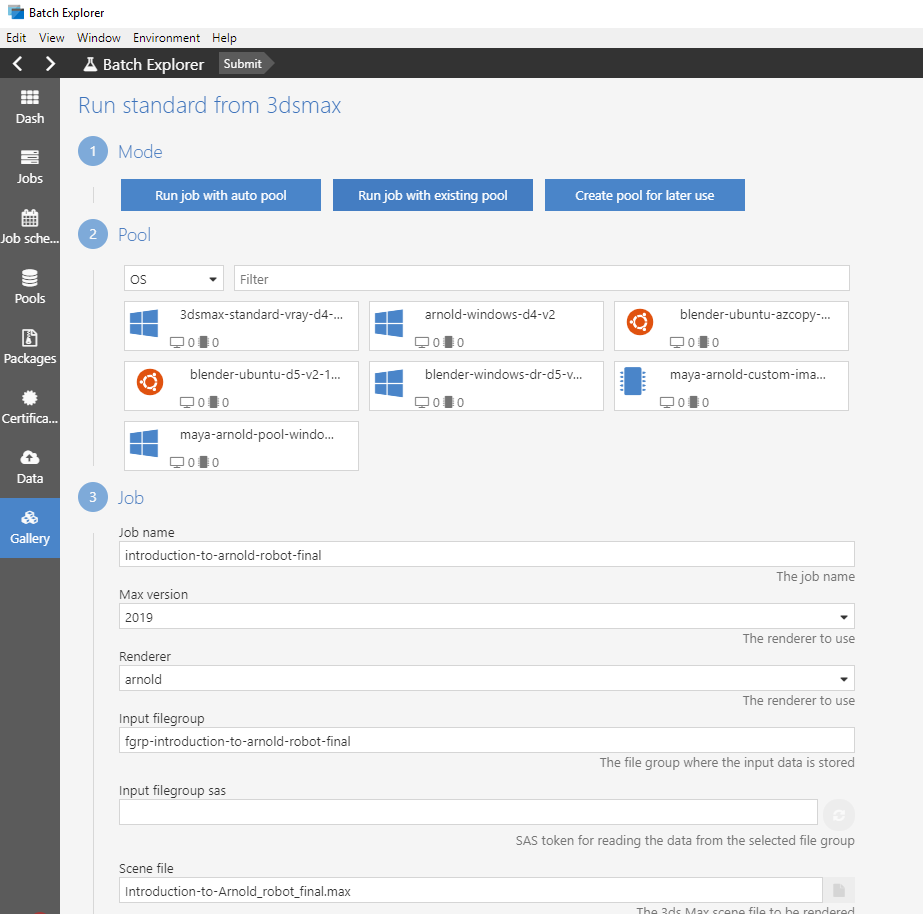 Batch Explorer
Edit View Window Environment Help
Batch Explorer Submit
Dash
Jobs
Job sche...
Pools
Packages
Certifica...
Data
Gallery
Run standard from 3dsmax
1 Mode
Run job with auto pool Run job with existing pool Create pool for later use
2 Pool
OS Filter
3dsmax-standard-vray-d4-... arnold-windows-d4-v2 blender-ubuntu-azcopy-...
0 0 0 0 0 0
blender-ubuntu-d5-v2-1... blender-windows-dr-d5-v... maya-arnold-custom-ima...
0 0 0 0 0 0
maya-arnold-pool-windo...
0 0
3 Job
Job name
introduction-to-arnold-robot-final
The job name
Max version
2019
The renderer to use
Renderer
arnold
The renderer to use
Input filegroup
fgrp-introduction-to-arnold-robot-final
The file group where the input data is stored
Input filegroup sas
SAS token for reading the data from the selected file group
Scene file
Introduction-to-Arnold_robot_final.max
The 3ds Max scene file to be rendered